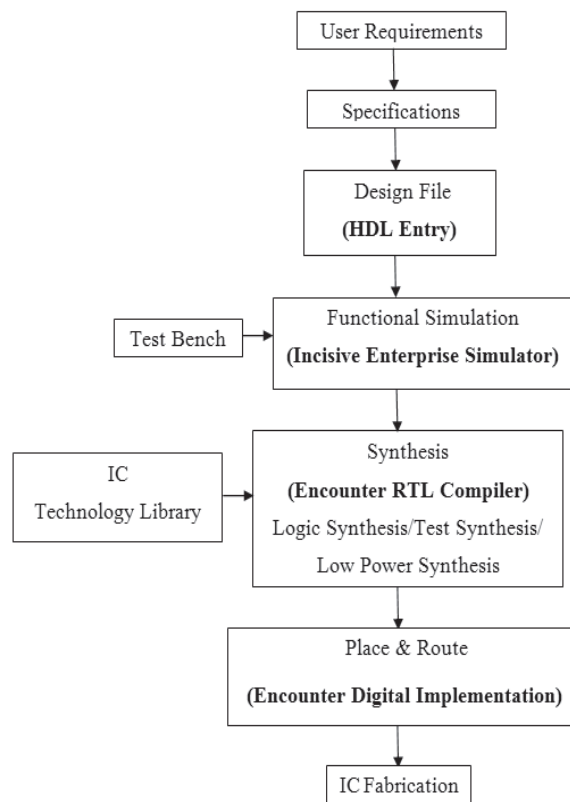 User Requirements
Specifications
Design File
(HDL Entry)
Functional Simulation
(Incisive Enterprise Simulator)
Test Bench
Synthesis
(Encounter RTL Compiler)
Logic Synthesis/Test Synthesis/
Low Power Synthesis
IC
Technology Library
Place & Route
(Encounter Digital Implementation)
IC Fabrication